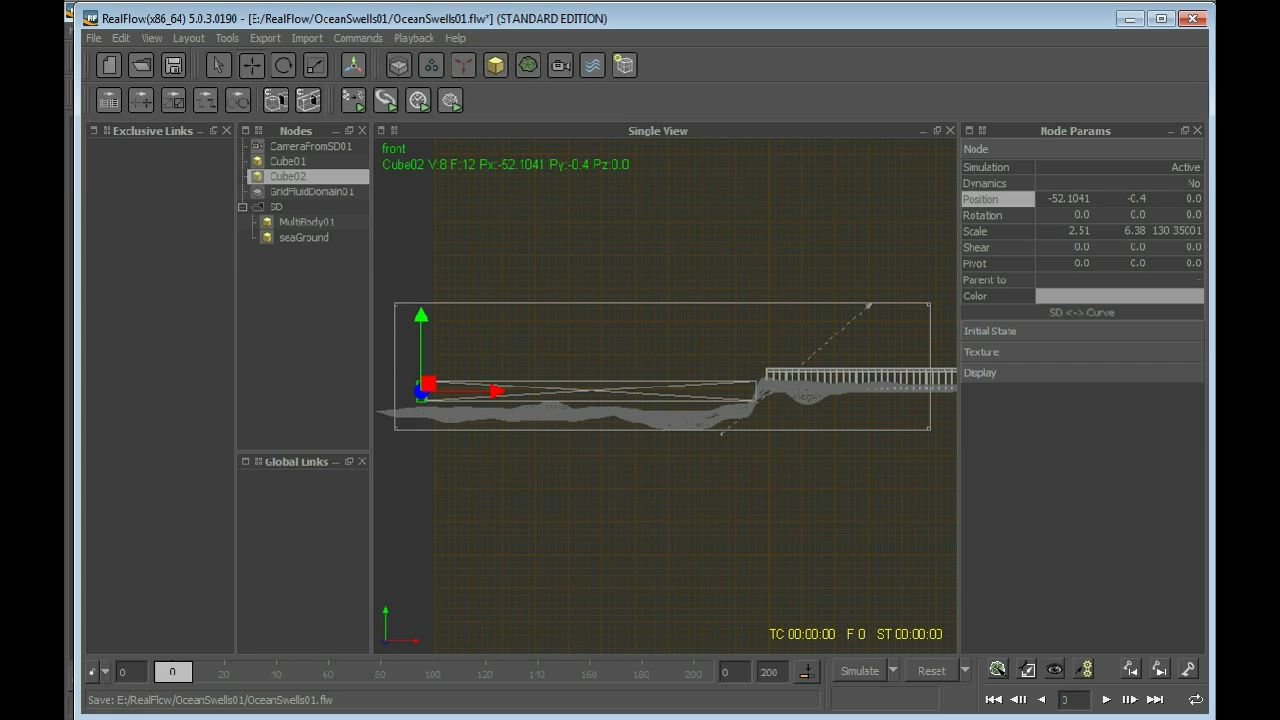 RealFlow(x86_64) 5.0.3.0190 - [E:/RealFlow/OceanSwells01/OceanSwells01.flw*] (STANDARD EDITION)
File Edit View Layout Tools Export Import Commands Playback Help
Exclusive Links
Nodes
CameraFromSD01
Cube01
Cube02
GridFluidDomain01
SD
MultiBody01
seaGround
Global Links
Single View
front
Cube02 V:8 F:12 Px:-52.1041 Py:-0.4 Pz:0.0
TC 00:00:00 F 0 ST 00:00:00
Node Params
Node
Simulation Active
Dynamics No
Position -52.1041 -0.4 0.0
Rotation 0.0 0.0 0.0
Scale 2.51 6.38 130.35001
Shear 0.0 0.0 0.0
Pivot 0.0 0.0 0.0
Parent to -
Color
SD <-> Curve
Initial State
Texture
Display
0 0 20 40 60 80 100 120 140 160 180 200 0 200 Simulate Reset
Save: E:/RealFlow/OceanSwells01/OceanSwells01.flw
0